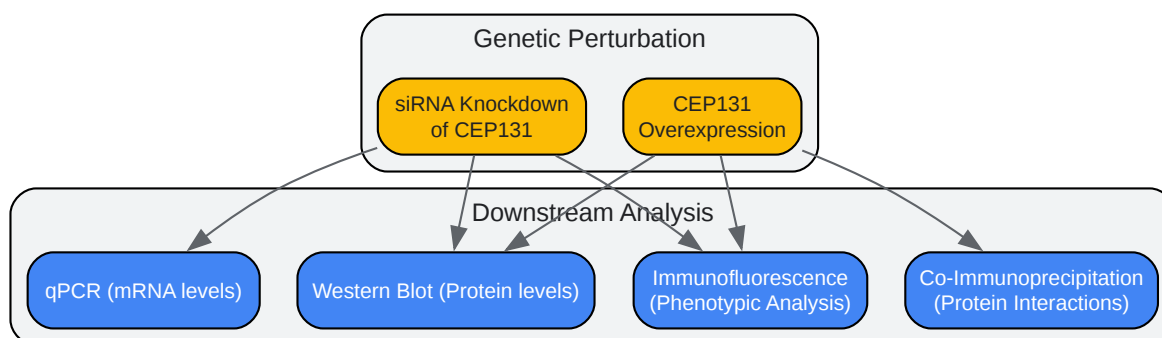 Genetic Perturbation
siRNA Knockdown
of CEP131
CEP131
Overexpression
Downstream Analysis
qPCR (mRNA levels)
Western Blot (Protein levels)
Immunofluorescence
(Phenotypic Analysis)
Co-Immunoprecipitation
(Protein Interactions)